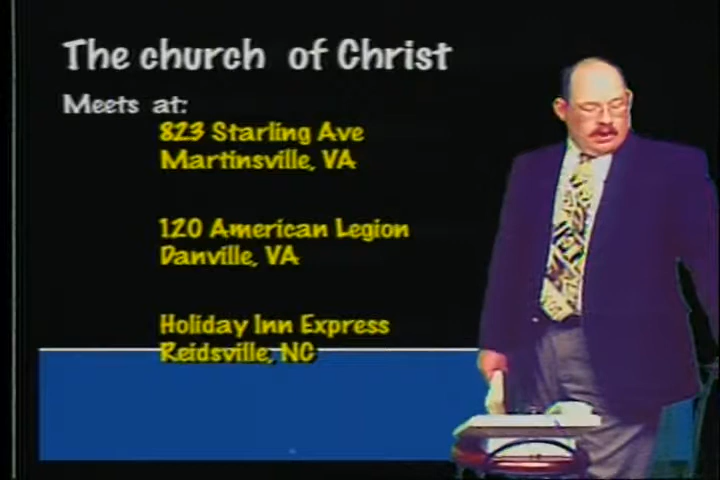 The church of Christ
Meets at:
823 Starling Ave
Martinsville, VA
120 American Legion
Danville, VA
Holiday Inn Express
Reidsville, NC